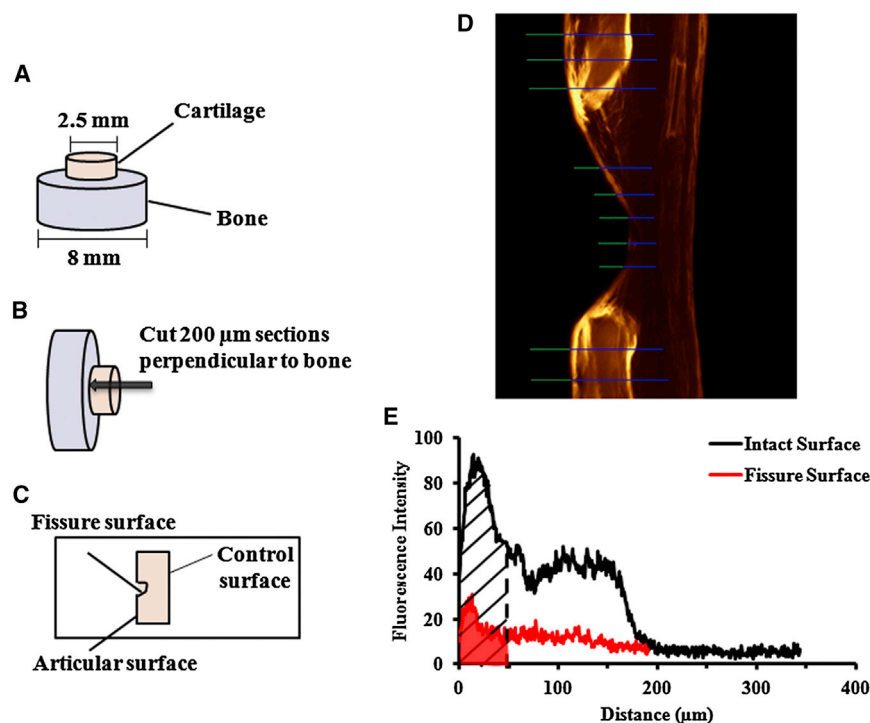 A
2.5 mm
Cartilage
Bone
8 mm
B
Cut 200 µm sections
perpendicular to bone
C
Fissure surface
Control
surface
Articular surface
D
E
100
80
60
40
20
0
Fluorescence Intensity
Intact Surface
Fissure Surface
0
100
200
300
400
Distance (µm)